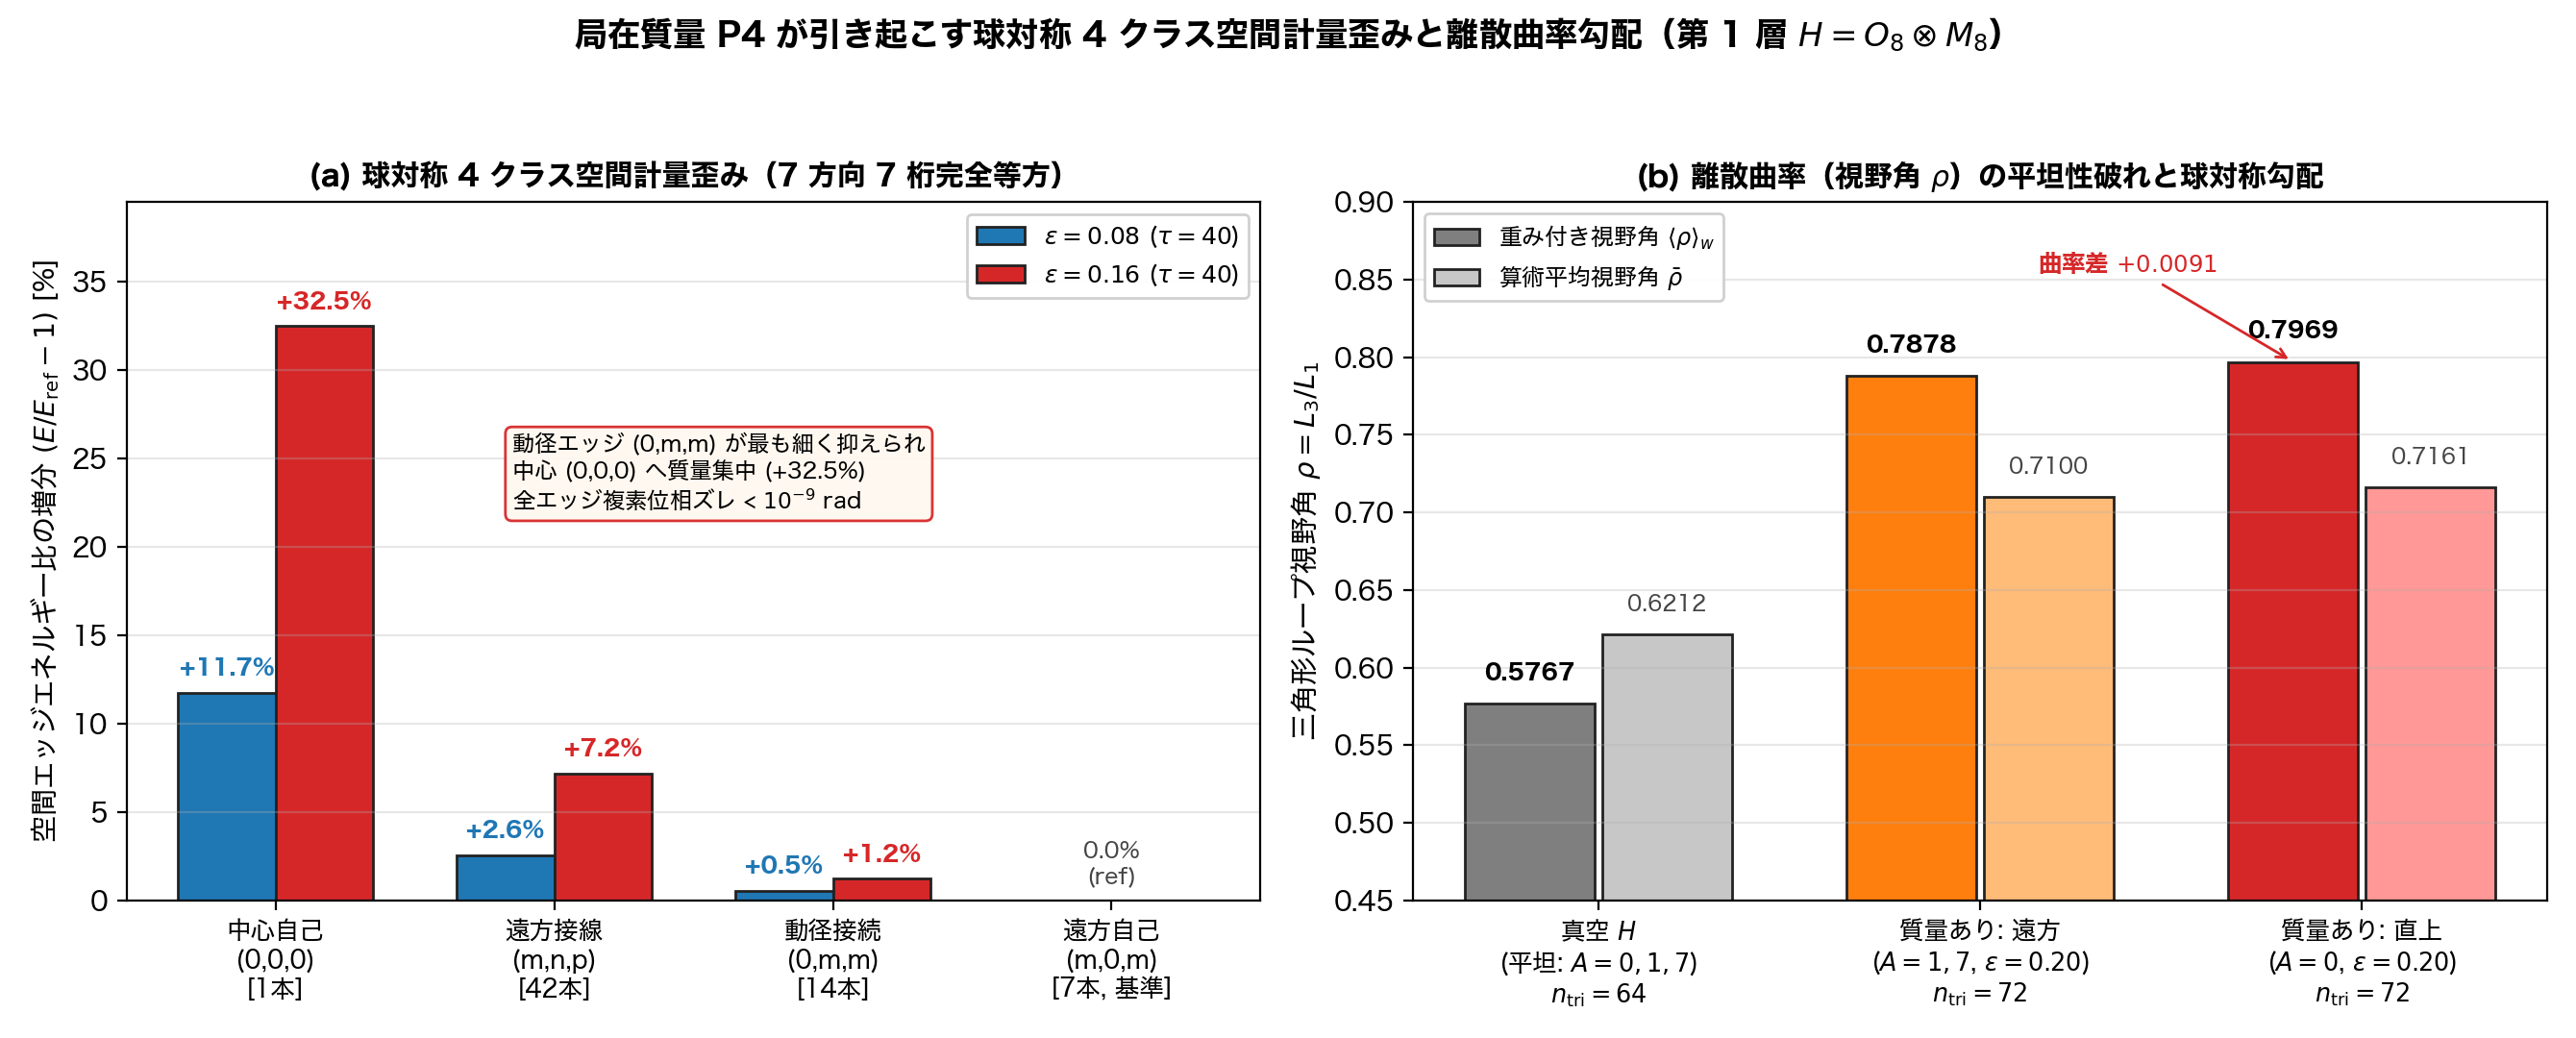 局在質量 P4 が引き起こす球対称 4 クラス空間計量歪みと離散曲率勾配（第 1 層 H = O₈ ⊗ M₈）
(a) 球対称 4 クラス空間計量歪み（7 方向 7 桁完全等方）
空間エッジエネルギー比の増分 (E/E_ref − 1) [%]
35
30
25
20
15
10
5
0
ε = 0.08 (τ = 40)
ε = 0.16 (τ = 40)
+11.7%
+32.5%
+2.6%
+7.2%
+0.5%
+1.2%
0.0%
(ref)
動径エッジ (0,m,m) が最も細く抑えられ
中心 (0,0,0) へ質量集中 (+32.5%)
全エッジ複素位相ズレ < 10⁻⁹ rad
中心自己
(0,0,0)
[1本]
遠方接線
(m,n,p)
[42本]
動径接続
(0,m,m)
[14本]
遠方自己
(m,0,m)
[7本, 基準]
(b) 離散曲率（視野角 ρ）の平坦性破れと球対称勾配
三角形ループ視野角 ρ = L₃/L₁
0.90
0.85
0.80
0.75
0.70
0.65
0.60
0.55
0.50
0.45
重み付き視野角 ⟨ρ⟩_w
算術平均視野角 ρ̄
曲率差 +0.0091
0.5767
0.6212
0.7878
0.7100
0.7969
0.7161
真空 H
(平坦: A = 0, 1, 7)
n_tri = 64
質量あり: 遠方
(A = 1, 7, ε = 0.20)
n_tri = 72
質量あり: 直上
(A = 0, ε = 0.20)
n_tri = 72